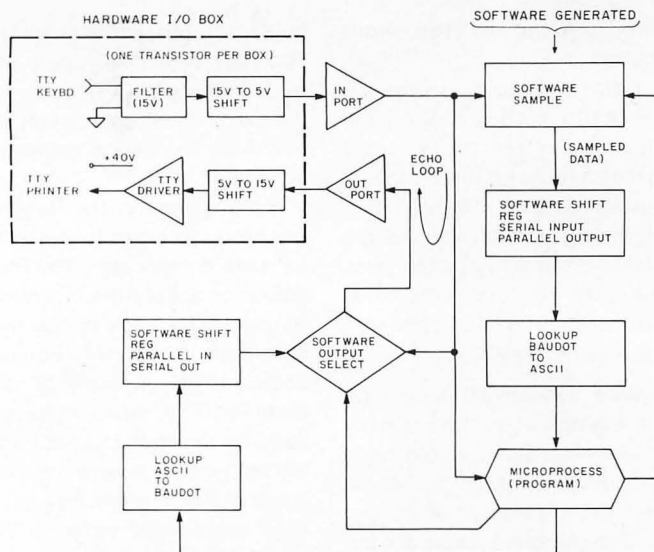 HARDWARE I/O BOX
SOFTWARE GENERATED
(ONE TRANSISTOR PER BOX)
TTY
KEYBD
FILTER
(15V)
15V TO 5V
SHIFT
IN
PORT
SOFTWARE
SAMPLE
+40V
TTY
PRINTER
TTY
DRIVER
5V TO 15V
SHIFT
OUT
PORT
ECHO
LOOP
(SAMPLED
DATA)
SOFTWARE SHIFT
REG
SERIAL INPUT
PARALLEL OUTPUT
SOFTWARE SHIFT
REG
PARALLEL IN
SERIAL OUT
SOFTWARE
OUTPUT
SELECT
LOOKUP
BAUDOT
TO
ASCII
LOOKUP
ASCII
TO
BAUDOT
MICROPROCESS
(PROGRAM)